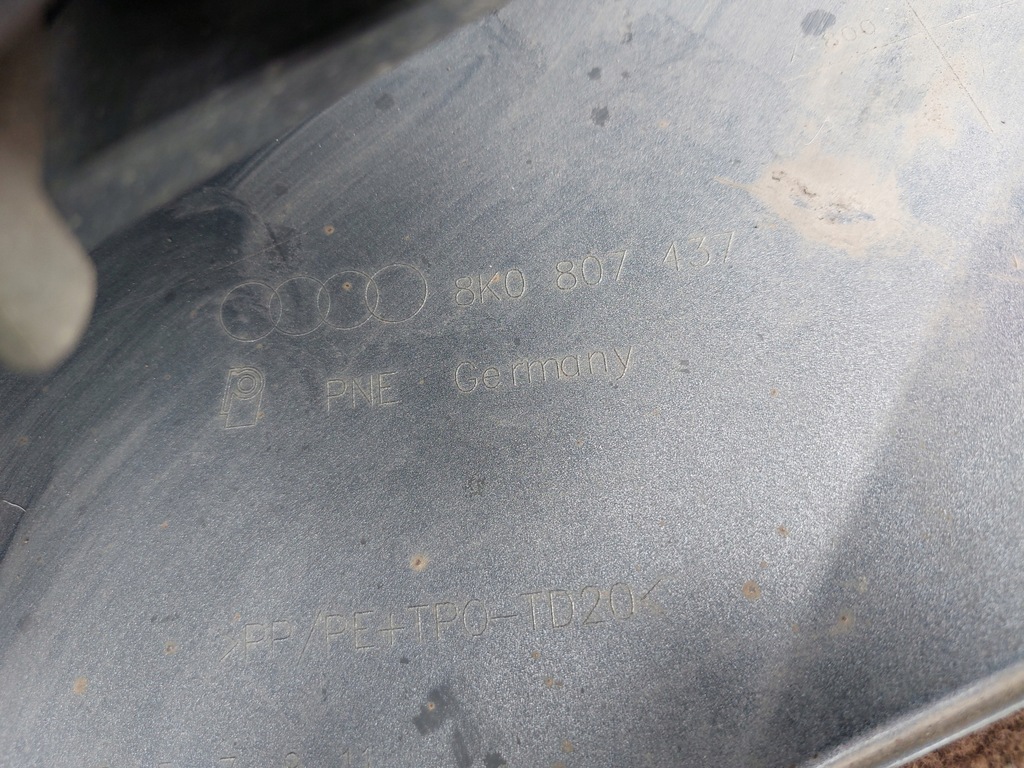 8K0 807 437
PNE Germany
>PP/PE+TPO-TD20<